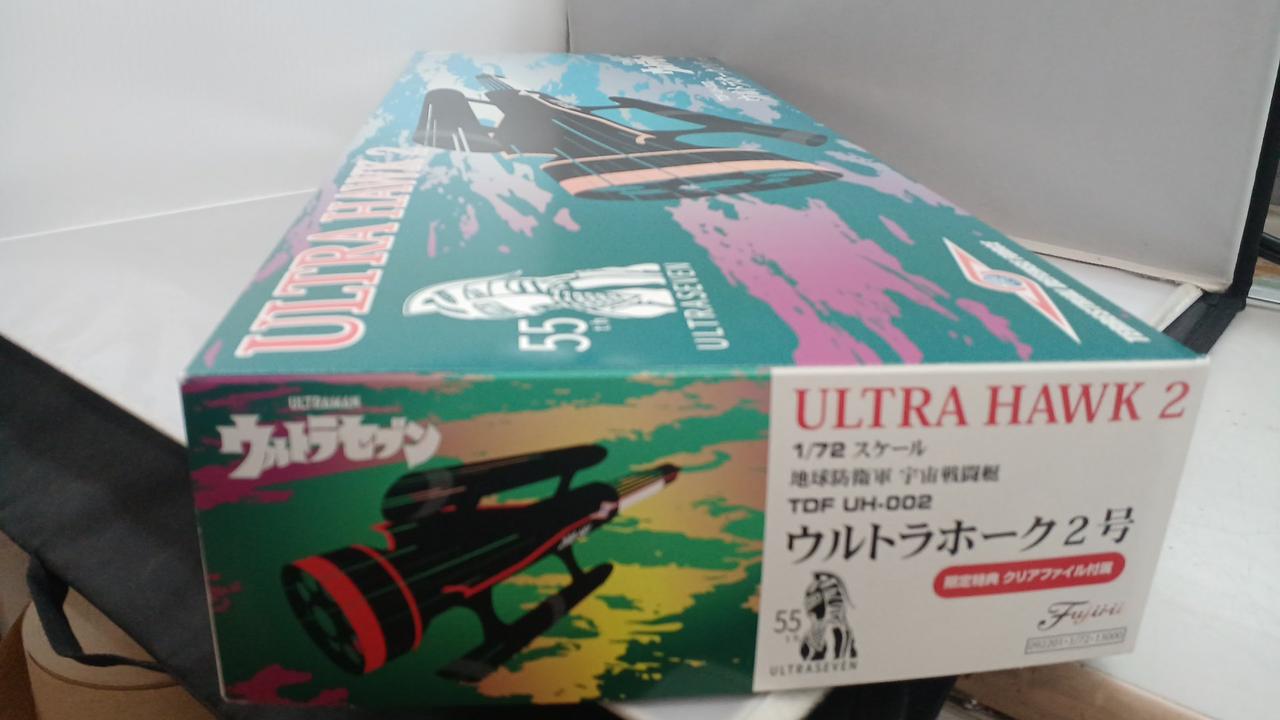 ULTRA HAWK 2
55
ULTRASEVEN
ULTRAMAN
ウルトラセブン
ULTRA HAWK 2
1/72 スケール
地球防衛軍 宇宙戦闘艇
TDF UH-002
ウルトラホーク2号
限定特典 クリアファイル付属
55
ULTRASEVEN
Fujimi